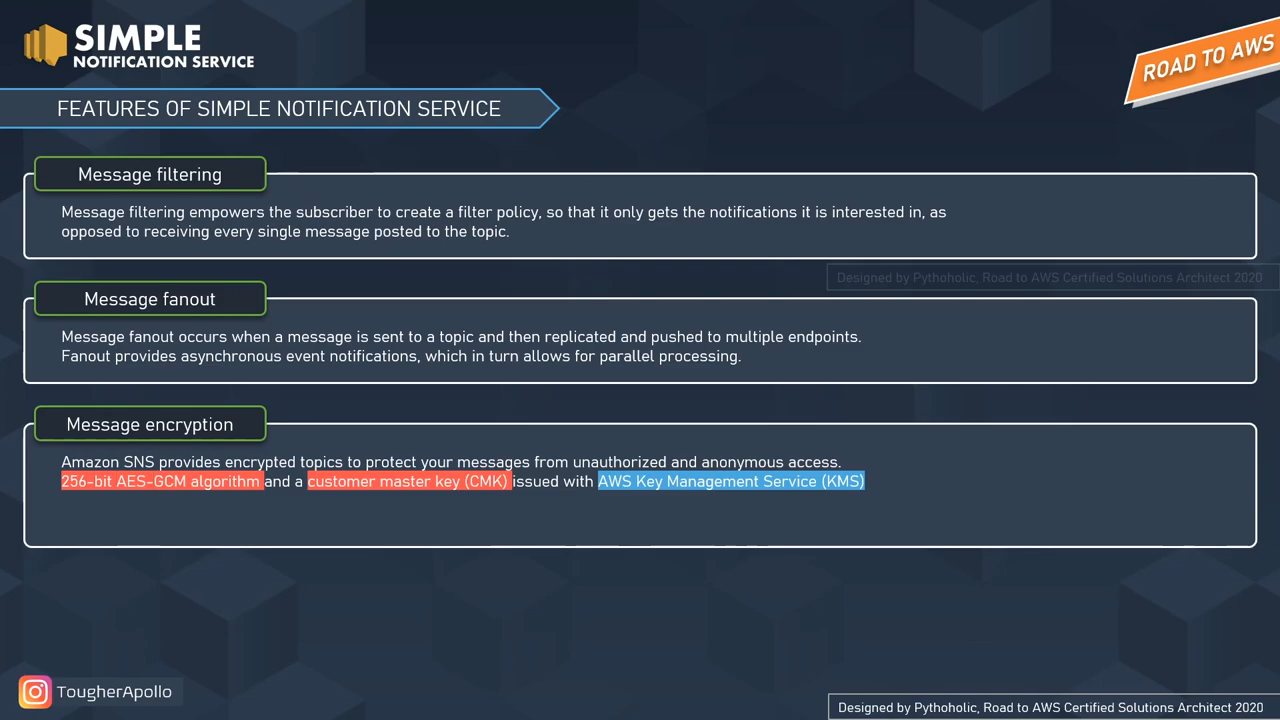 SIMPLE
NOTIFICATION SERVICE
ROAD TO AWS
FEATURES OF SIMPLE NOTIFICATION SERVICE
Message filtering
Message filtering empowers the subscriber to create a filter policy, so that it only gets the notifications it is interested in, as
opposed to receiving every single message posted to the topic.
Designed by Pythoholic, Road to AWS Certified Solutions Architect 2020
Message fanout
Message fanout occurs when a message is sent to a topic and then replicated and pushed to multiple endpoints.
Fanout provides asynchronous event notifications, which in turn allows for parallel processing.
Message encryption
Amazon SNS provides encrypted topics to protect your messages from unauthorized and anonymous access.
256-bit AES-GCM algorithm and a customer master key (CMK) issued with AWS Key Management Service (KMS)
TougherApollo
Designed by Pythoholic, Road to AWS Certified Solutions Architect 2020